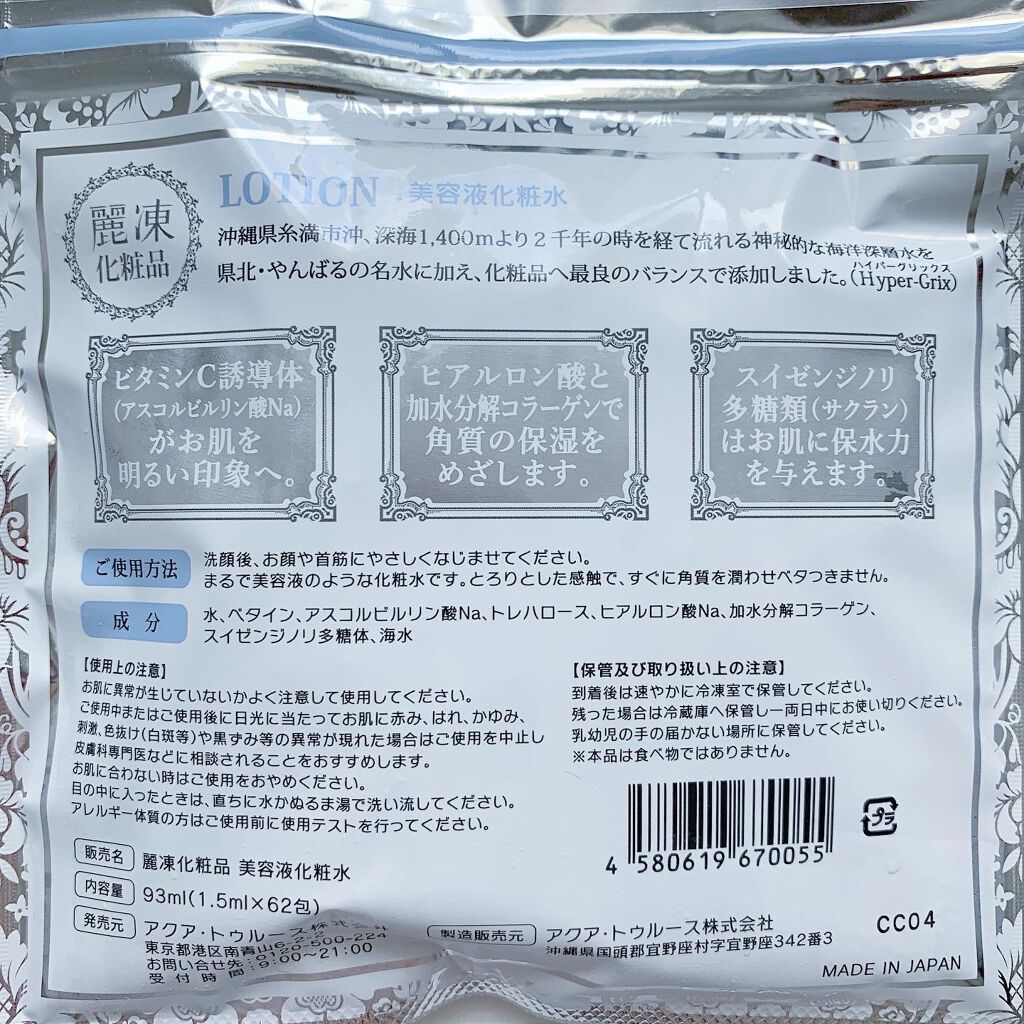 麗凍
化粧品
LOTION 美容液化粧水
沖縄県糸満市沖、深海1,400mより2千年の時を経て流れる神秘的な海洋深層水を
県北・やんばるの名水に加え、化粧品へ最良のバランスで添加しました。(Hyper-Grix)
ハイパーグリックス
ビタミンC誘導体
(アスコルビルリン酸Na)
がお肌を
明るい印象へ。
ヒアルロン酸と
加水分解コラーゲンで
角質の保湿を
めざします。
スイゼンジノリ
多糖類(サクラン)
はお肌に保水力
を与えます。
ご使用方法
洗顔後、お顔や首筋にやさしくなじませてください。
まるで美容液のような化粧水です。とろりとした感触で、すぐに角質を潤わせベタつきません。
成分
水、ベタイン、アスコルビルリン酸Na、トレハロース、ヒアルロン酸Na、加水分解コラーゲン、
スイゼンジノリ多糖体、海水
【使用上の注意】
お肌に異常が生じていないかよく注意して使用してください。
ご使用中またはご使用後に日光に当たってお肌に赤み、はれ、かゆみ、
刺激、色抜け(白斑等)や黒ずみ等の異常が現れた場合はご使用を中止し
皮膚科専門医などに相談されることをおすすめします。
お肌に合わない時はご使用をおやめください。
目の中に入ったときは、直ちに水かぬるま湯で洗い流してください。
アレルギー体質の方はご使用前に使用テストを行ってください。
【保管及び取り扱い上の注意】
到着後は速やかに冷凍室で保管してください。
残った場合は冷蔵庫へ保管し一両日中にお使い切りください。
乳幼児の手の届かない場所に保管してください。
※本品は食べ物ではありません。
4 580619 670055
プラ
販売名 麗凍化粧品 美容液化粧水
内容量 93ml(1.5ml×62包)
発売元 アクア・トゥルース株式会社
東京都港区南青山6-2-2
お問い合せ先:0120-500-224
受付時間:9:00~21:00
製造販売元 アクア・トゥルース株式会社
沖縄県国頭郡宜野座村字宜野座342番3
CC04
MADE IN JAPAN